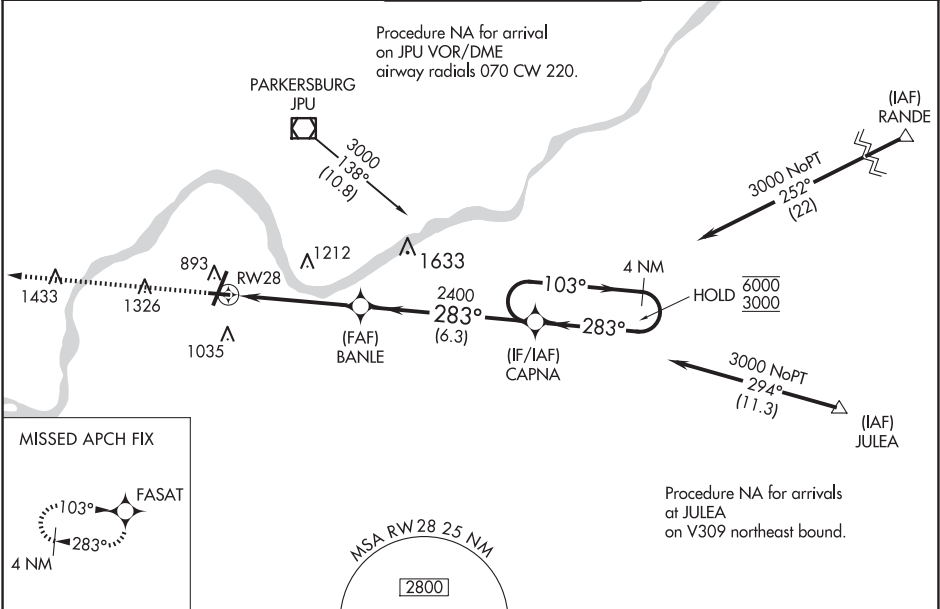 Procedure NA for arrival
on JPU VOR/DME
airway radials 070 CW 220.
PARKERSBURG
JPU
3000
138°
(10.8)
(IAF)
RANDE
3000 NoPT
252°
(22)
1212
1633
893
RW28
1433
1326
1035
2400
283°
(6.3)
(FAF)
BANLE
(IF/IAF)
CAPNA
103°
4 NM
283°
HOLD
6000
3000
3000 NoPT
294°
(11.3)
(IAF)
JULEA
MISSED APCH FIX
FASAT
103°
283°
4 NM
Procedure NA for arrivals
at JULEA
on V309 northeast bound.
MSA RW28 25 NM
2800